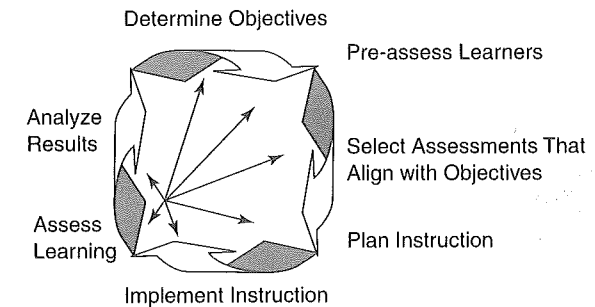 Determine Objectives
Pre-assess Learners
Select Assessments That
Align with Objectives
Plan Instruction
Implement Instruction
Assess
Learning
Analyze
Results